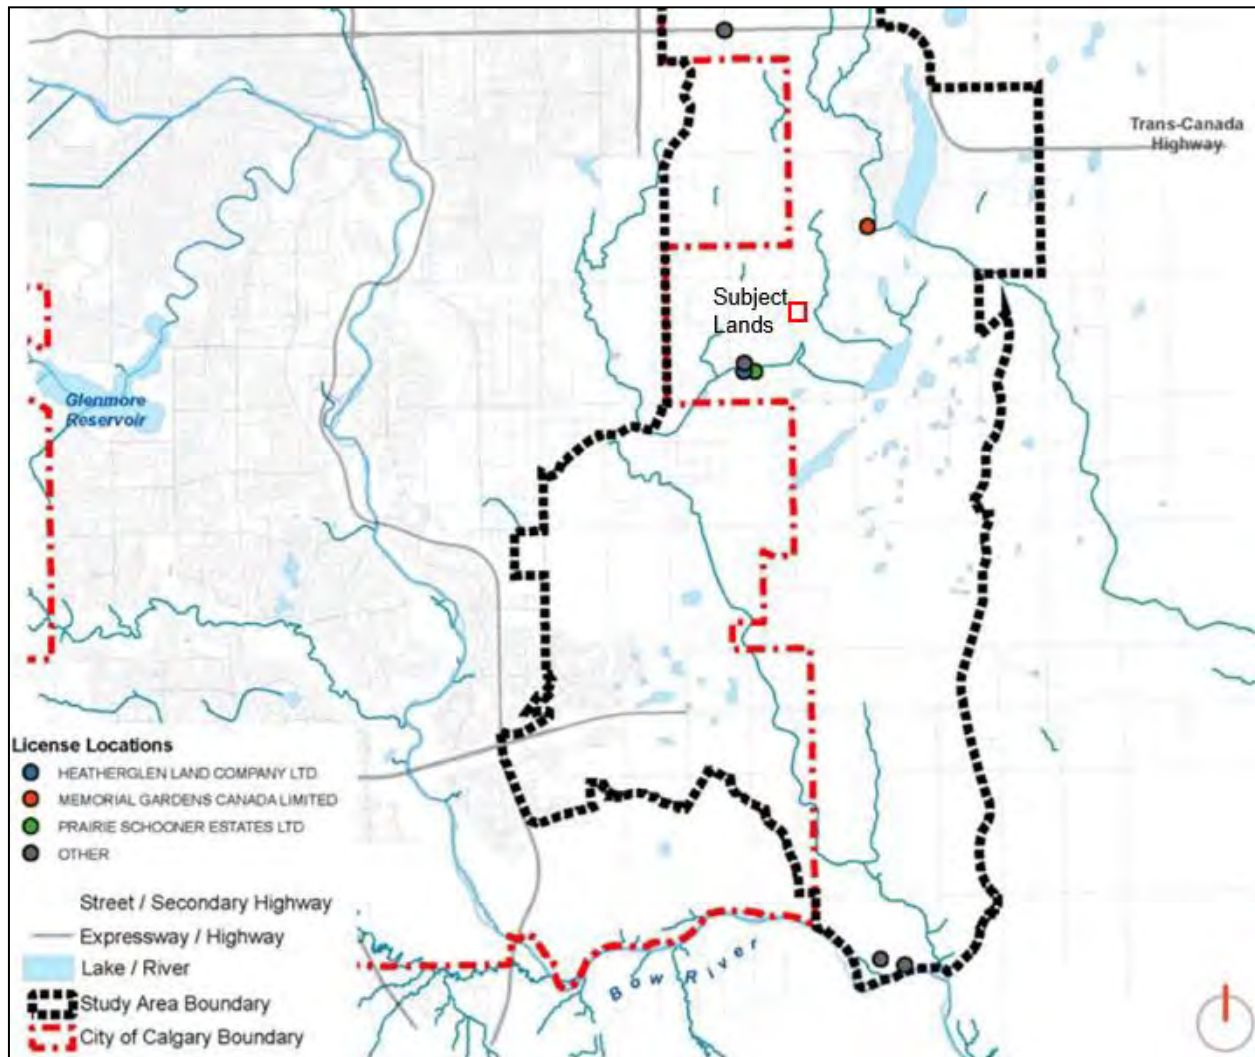 Trans-Canada
Highway
Subject
Lands
Glenmore
Reservoir
License Locations
HEATHERGLEN LAND COMPANY LTD
MEMORIAL GARDENS CANADA LIMITED
PRAIRIE SCHOONER ESTATES LTD
OTHER
Street / Secondary Highway
Expressway / Highway
Lake / River
Study Area Boundary
City of Calgary Boundary
Bow River